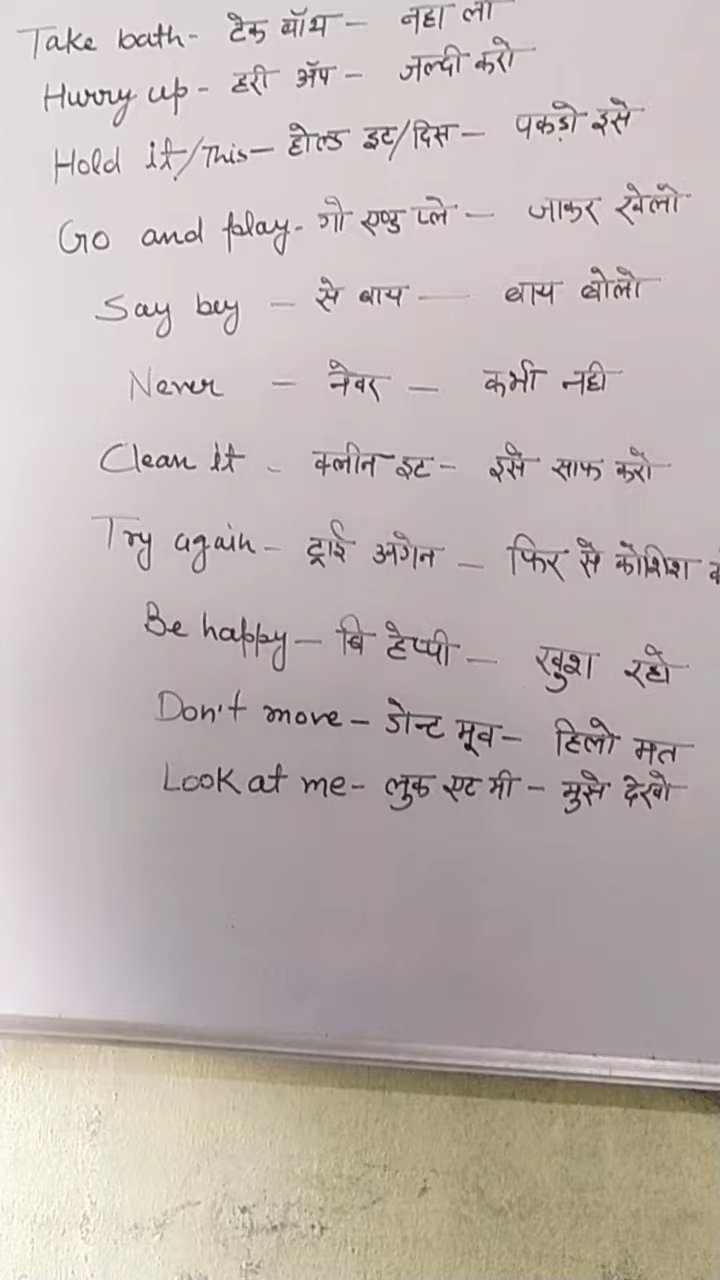 Take bath - टेक बॉथ - नहा लो
Hurry up - हरी अॅप - जल्दी करो
Hold it/This - होल्ड इट/दिस - पकड़ो इसे
Go and play - गो एण्ड प्ले - जाकर खेलो
Say bey - से बाय - बाय बोलो
Never - नेवर - कभी नही
Clean it - क्लीन इट - इसे साफ करो
Try again - ट्राई अगेन - फिर से कोशिश
Be happy - बि हेप्पी - खुश रहो
Don't move - डोन्ट मूव - हिलो मत
Look at me - लुक एट मी - मुसे देखो